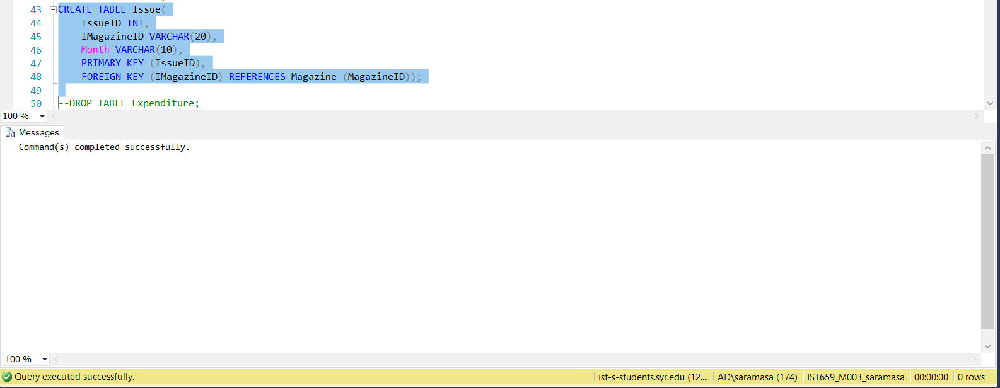 43 CREATE TABLE Issue(
44 IssueID INT,
45 IMagazineID VARCHAR(20),
46 Month VARCHAR(10),
47 PRIMARY KEY (IssueID),
48 FOREIGN KEY (IMagazineID) REFERENCES Magazine (MagazineID));
49
50 --DROP TABLE Expenditure;
100 %
Messages
Command(s) completed successfully.
100 %
Query executed successfully. ist-s-students.syr.edu (12.... AD\saramasa (174) IST659_M003_saramasa 00:00:00 0 rows